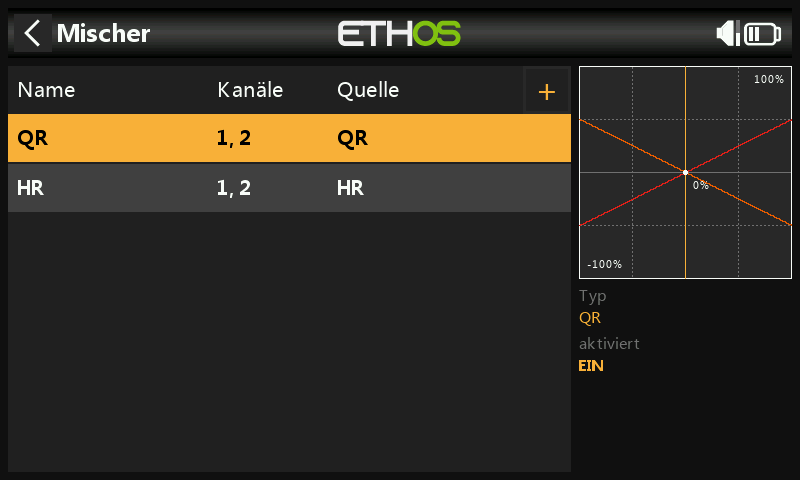 Mischer
ETHOS
Name Kanäle Quelle +
QR 1, 2 QR
HR 1, 2 HR
100%
0%
-100%
Typ
QR
aktiviert
EIN